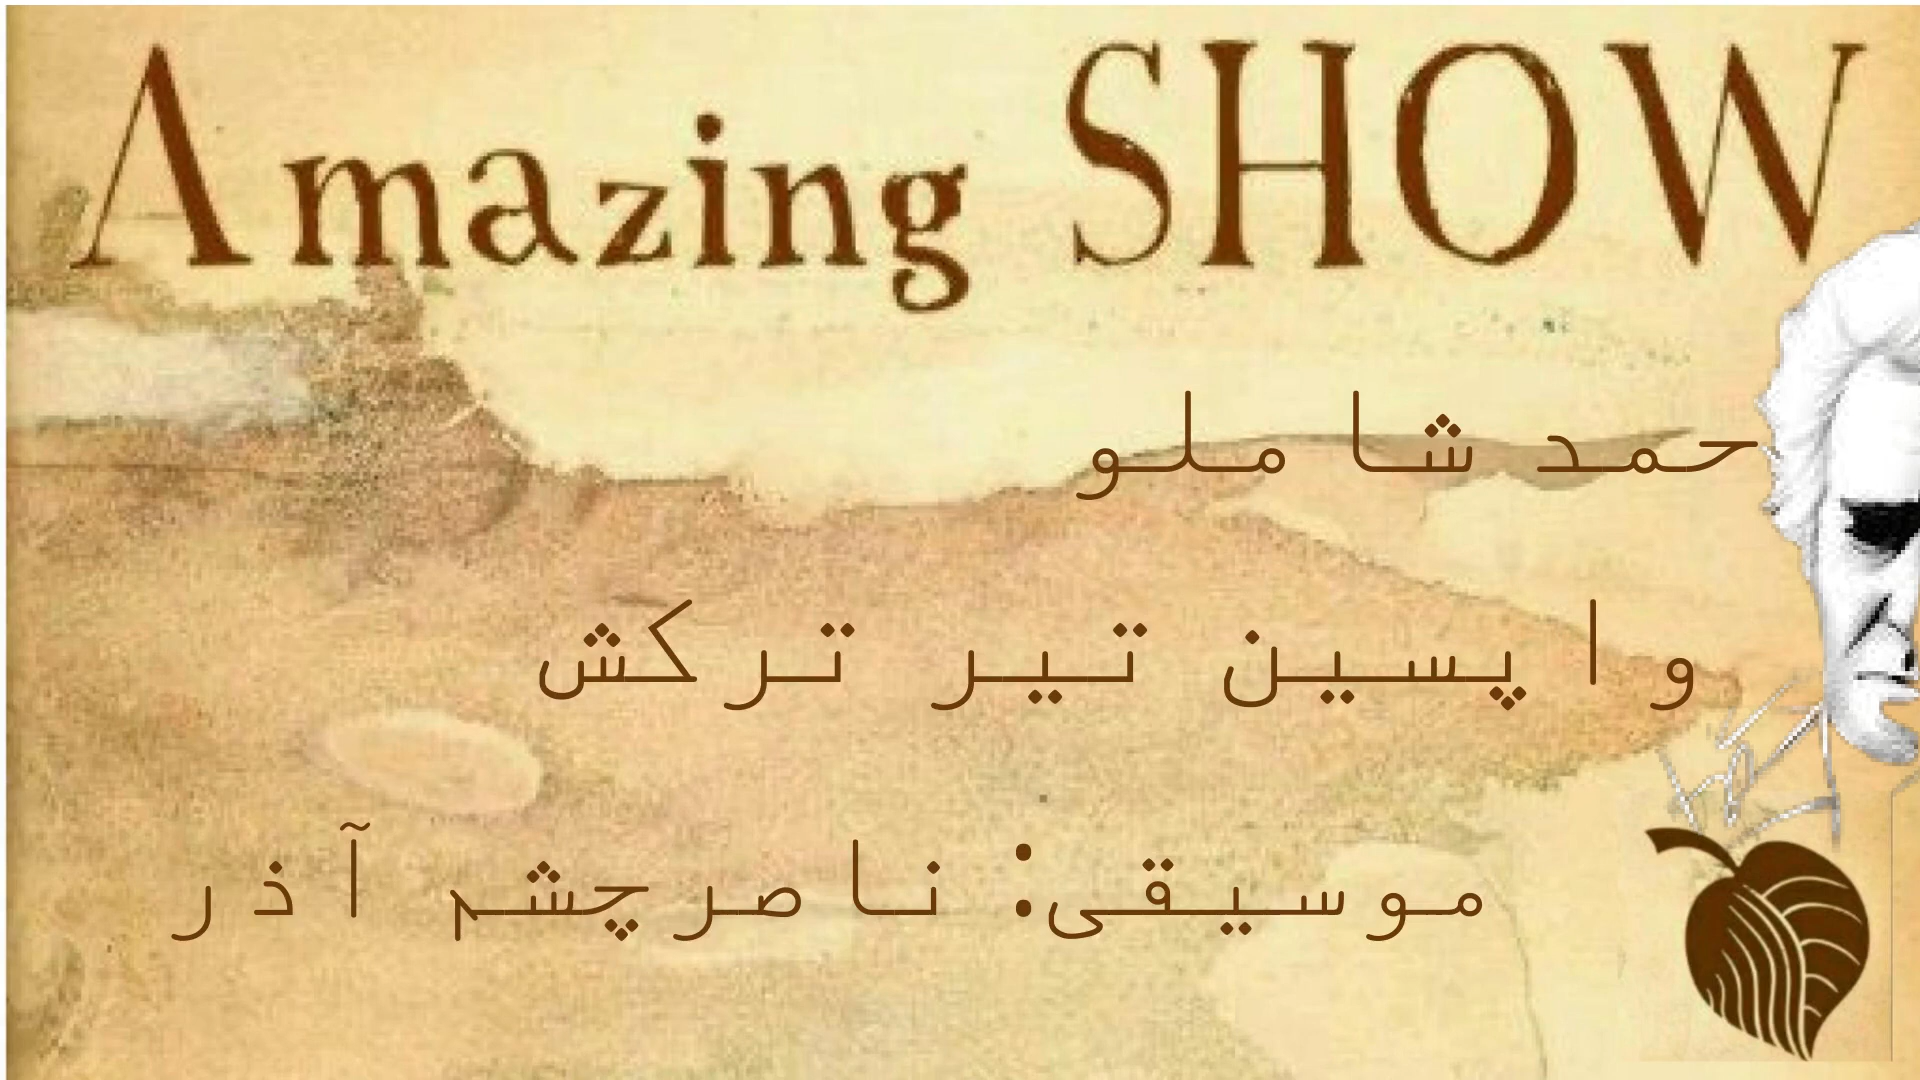 Amazing SHOW
حمد شاملو
واپسین تیر ترکش
موسیقی: ناصرچشم آذر